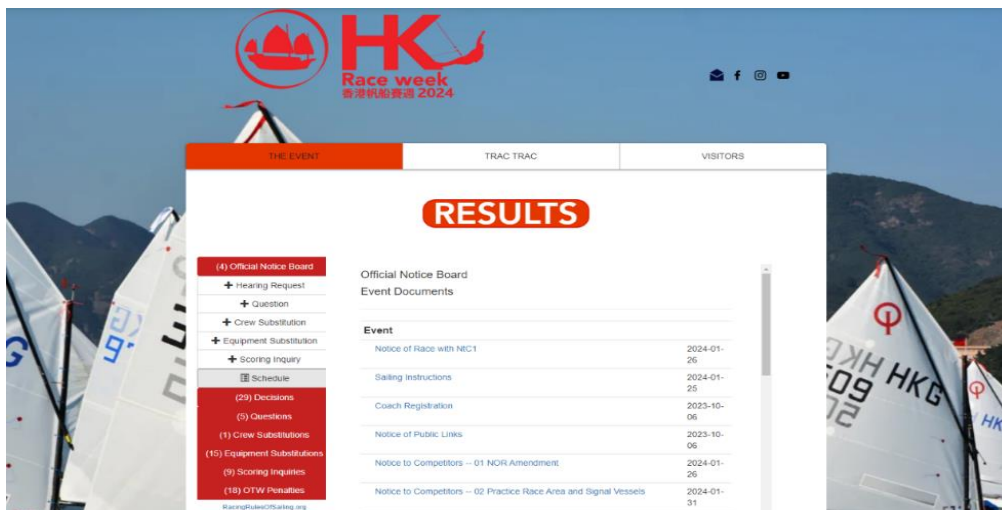 HK
Race week
香港帆船賽週 2024
THE EVENT
TRAC TRAC
VISITORS
RESULTS
(4) Official Notice Board
+ Hearing Request
+ Question
+ Crew Substitution
+ Equipment Substitution
+ Scoring Inquiry
Schedule
(29) Decisions
(5) Questions
(1) Crew Substitutions
(15) Equipment Substitutions
(9) Scoring Inquiries
(18) OTW Penalties
RacingRulesOfSailing.org
Official Notice Board
Event Documents
Event
Notice of Race with NtC1
2024-01-
26
Sailing Instructions
2024-01-
25
Coach Registration
2023-10-
06
Notice of Public Links
2023-10-
06
Notice to Competitors -- 01 NOR Amendment
2024-01-
26
Notice to Competitors -- 02 Practice Race Area and Signal Vessels
2024-01-
31
HKG
HK